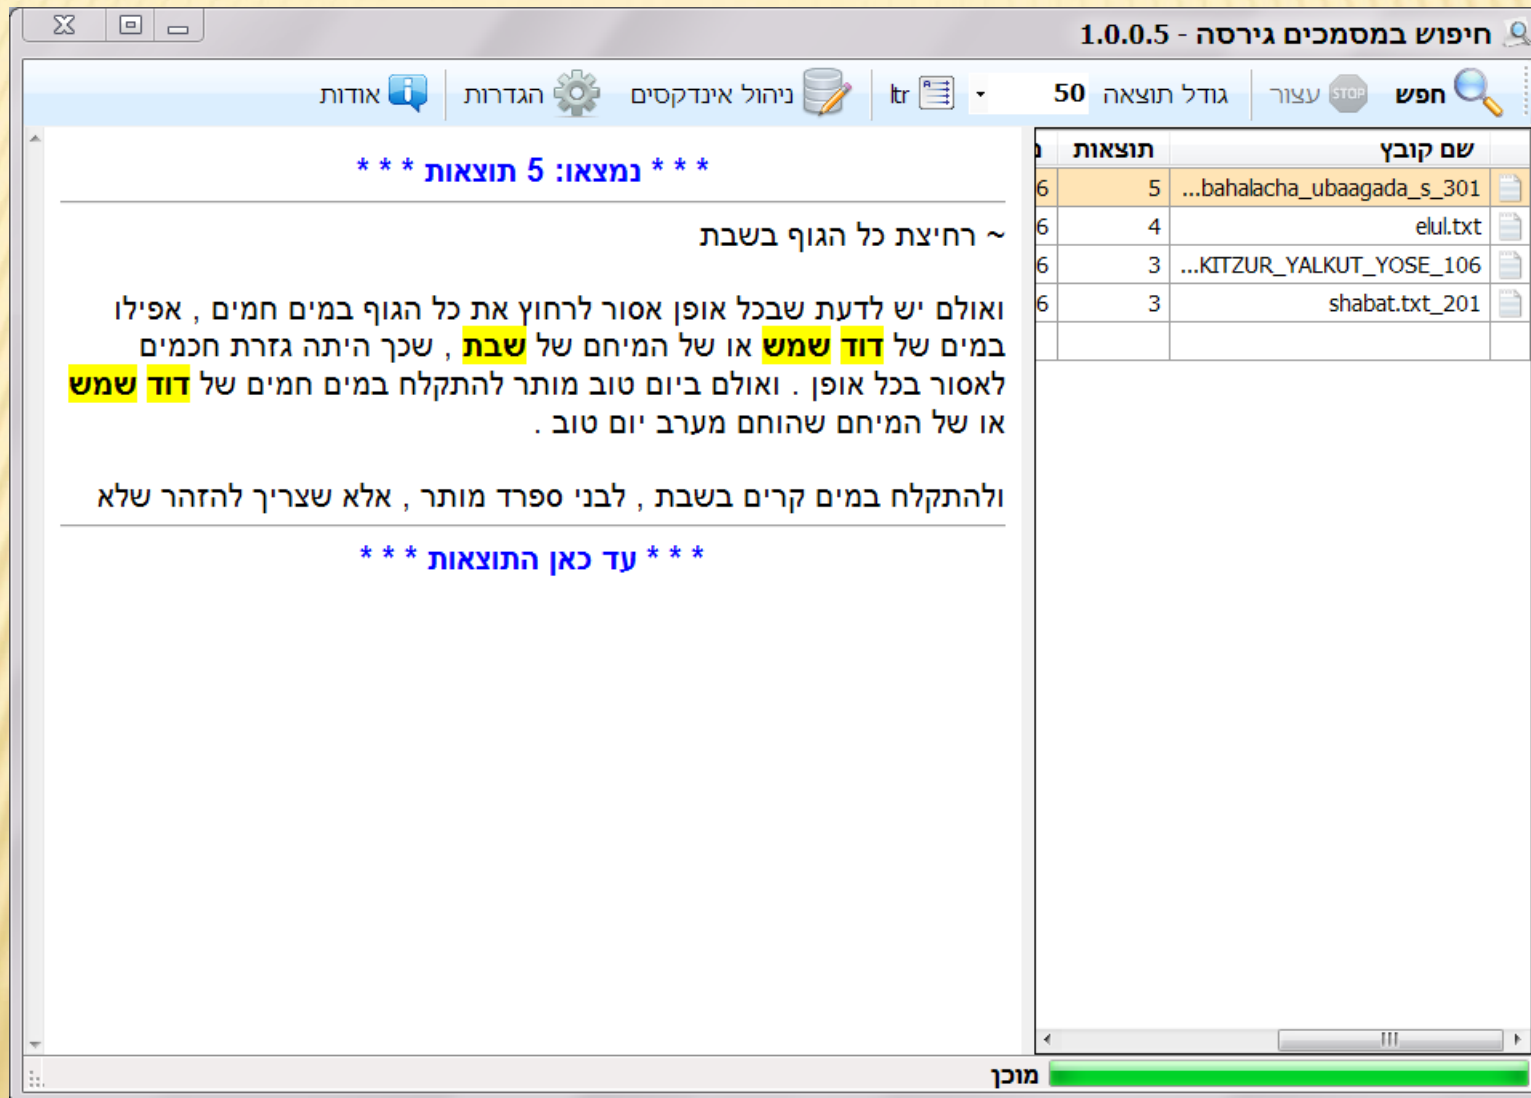 חיפוש במסמכים גירסה - 1.0.0.5
חפש STOP עצור גודל תוצאה 50 ltr ניהול אינדקסים הגדרות אודות
שם קובץ תוצאות
...bahalacha_ubaagada_s_301 5 6
elul.txt 4 6
...KITZUR_YALKUT_YOSE_106 3 6
shabat.txt_201 3 6
* * * נמצאו: 5 תוצאות * * *
~ רחיצת כל הגוף בשבת
ואולם יש לדעת שבכל אופן אסור לרחוץ את כל הגוף במים חמים , אפילו
במים של דוד שמש או של המיחם של שבת , שכך היתה גזרת חכמים
לאסור בכל אופן . ואולם ביום טוב מותר להתקלח במים חמים של דוד שמש
או של המיחם שהוחם מערב יום טוב .
ולהתקלח במים קרים בשבת , לבני ספרד מותר , אלא שצריך להזהר שלא
* * * עד כאן התוצאות * * *
מוכן